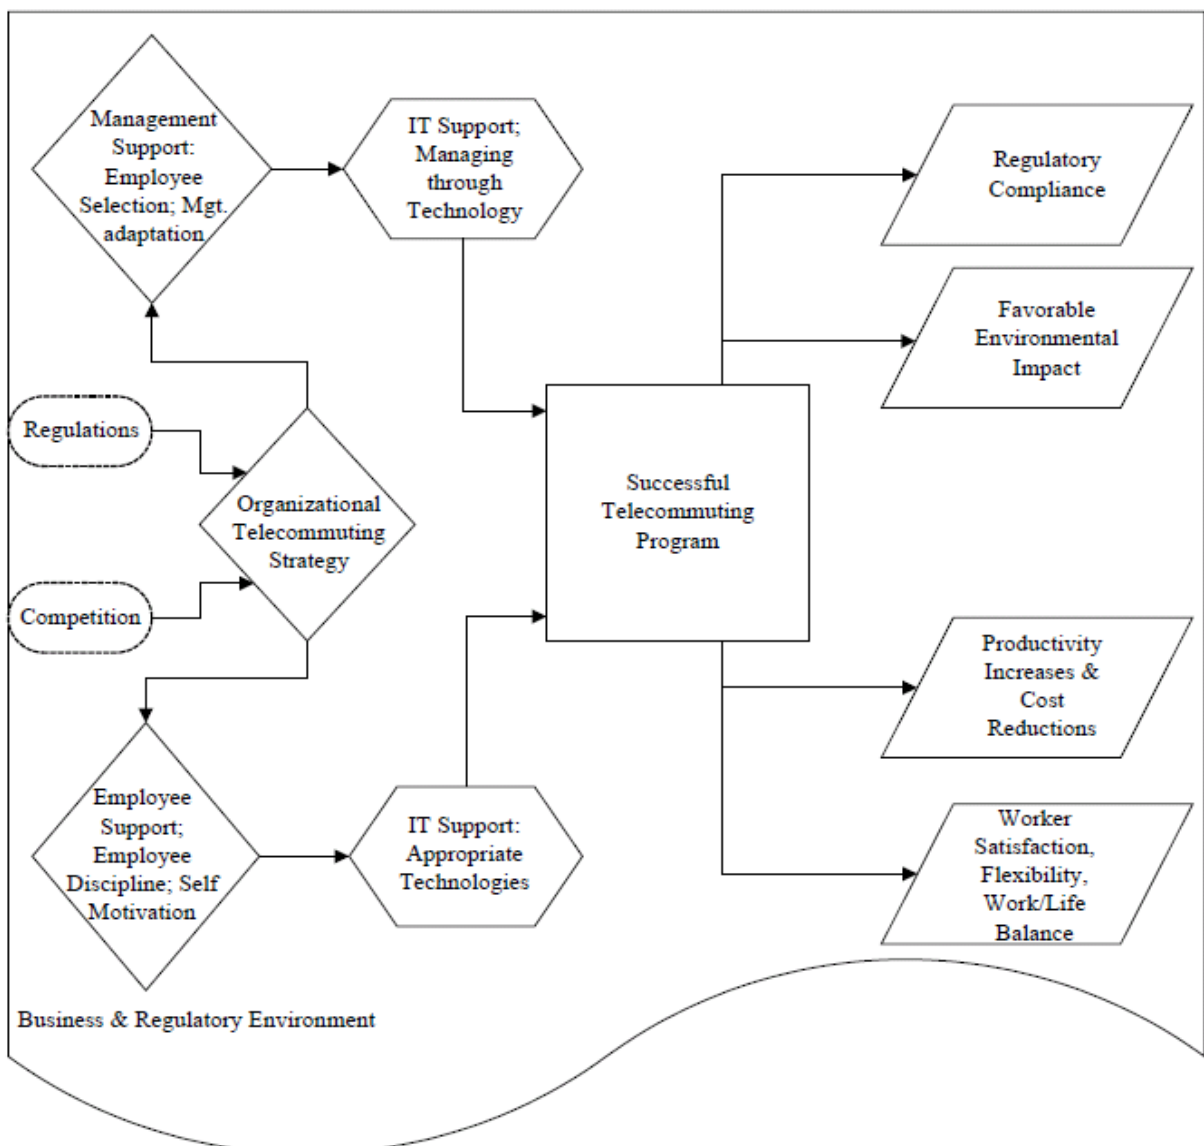 Management
Support:
Employee
Selection; Mgt.
adaptation
IT Support;
Managing
through
Technology
Regulatory
Compliance
Favorable
Environmental
Impact
Regulations
Organizational
Telecommuting
Strategy
Competition
Successful
Telecommuting
Program
Productivity
Increases &
Cost
Reductions
Employee
Support;
Employee
Discipline; Self
Motivation
IT Support:
Appropriate
Technologies
Worker
Satisfaction,
Flexibility,
Work/Life
Balance
Business & Regulatory Environment